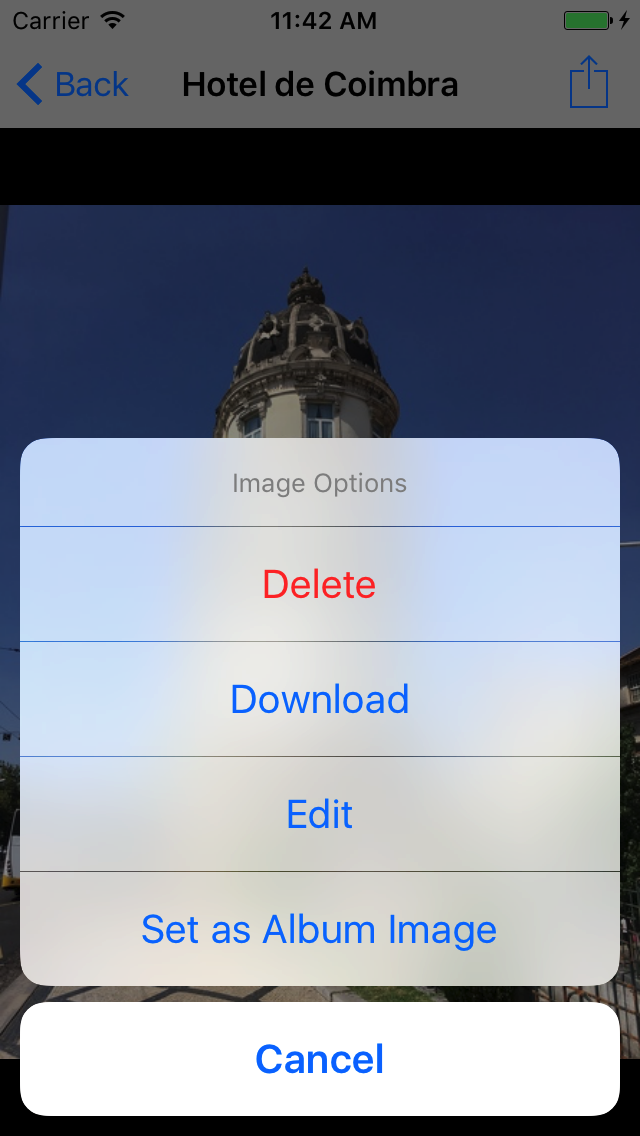 Carrier 11:42 AM
Back Hotel de Coimbra
Image Options
Delete
Download
Edit
Set as Album Image
Cancel